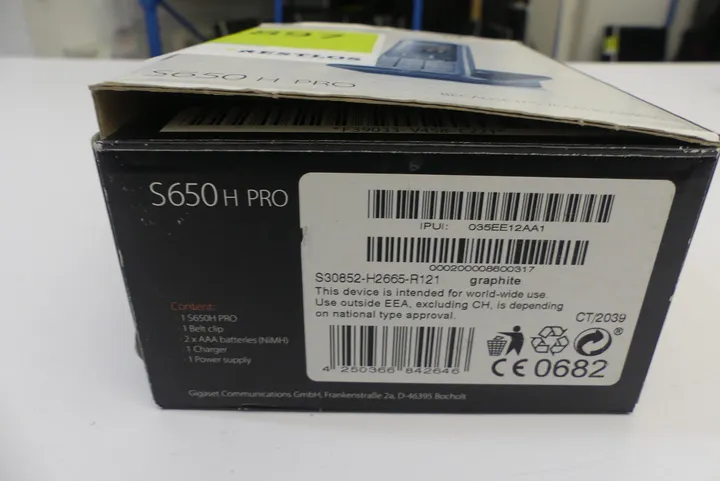 RESTLOS
S650 H PRO
S650 H PRO
IPUI: 035EE12AA1
000200008600317
S30852-H2665-R121 graphite
This device is intended for world-wide use.
Use outside EEA, excluding CH, is depending
on national type approval.
CT/2039
Content:
· 1 S650H PRO
· 1 Belt clip
· 2 x AAA batteries (NiMH)
1 Charger
· 1 Power supply
4 250366 842646
®
CE 0682
Gigaset Communications GmbH, Frankenstraße 2a, D-46395 Bocholt